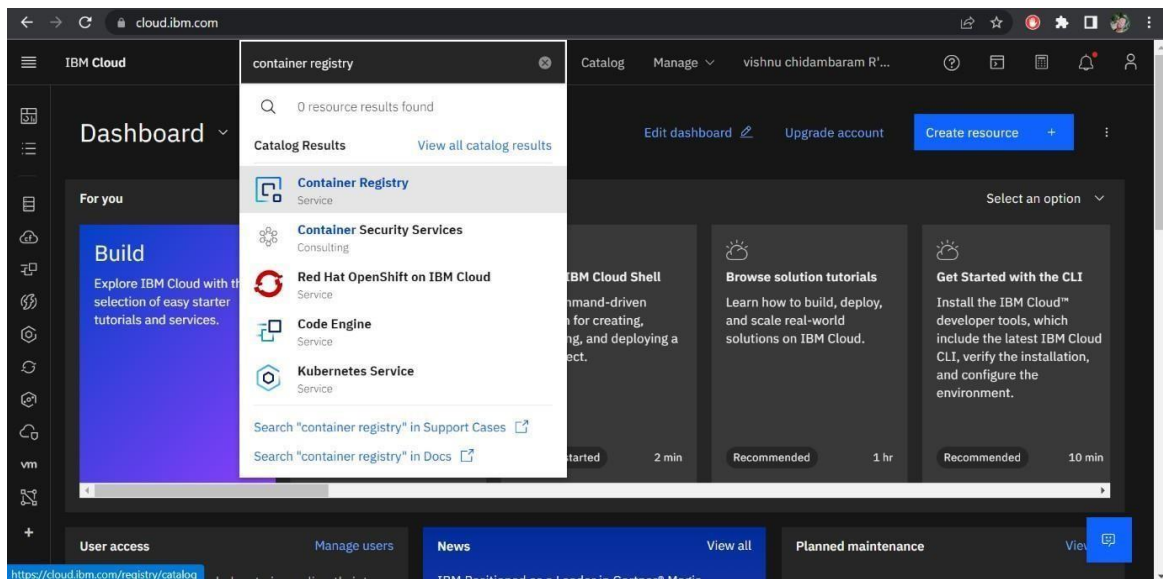 cloud.ibm.com
IBM Cloud
container registry
Catalog
Manage
vishnu chidambaram R'...
0 resource results found
Catalog Results
View all catalog results
Container Registry
Service
Container Security Services
Consulting
Red Hat OpenShift on IBM Cloud
Service
Code Engine
Service
Kubernetes Service
Service
Search "container registry" in Support Cases
Search "container registry" in Docs
Dashboard
Edit dashboard
Upgrade account
Create resource +
For you
Select an option
Build
Explore IBM Cloud with th
selection of easy starter
tutorials and services.
IBM Cloud Shell
mmand-driven
for creating,
ng, and deploying a
ect.
started
2 min
Browse solution tutorials
Learn how to build, deploy,
and scale real-world
solutions on IBM Cloud.
Recommended
1 hr
Get Started with the CLI
Install the IBM Cloud™
developer tools, which
include the latest IBM Cloud
CLI, verify the installation,
and configure the
environment.
Recommended
10 min
vm
User access
Manage users
News
View all
Planned maintenance
View
https://cloud.ibm.com/registry/catalog